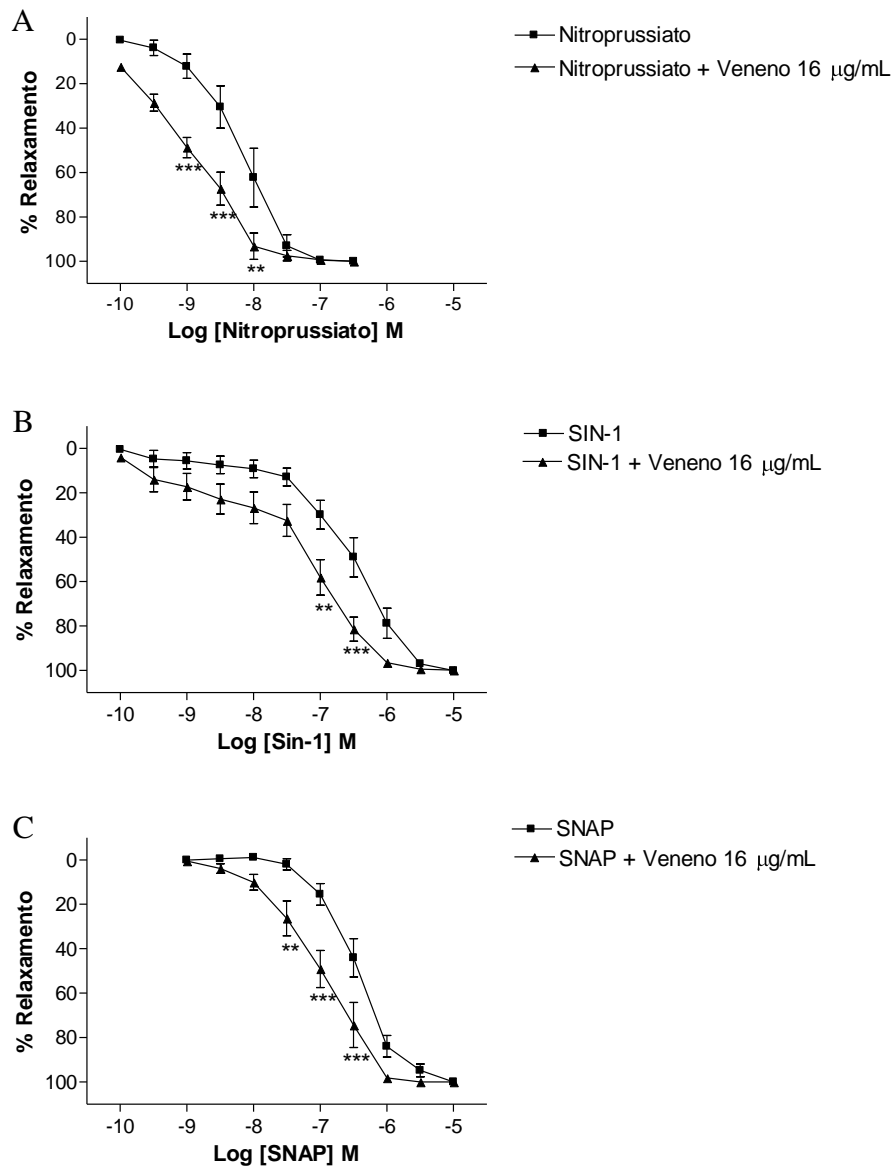 A
Nitroprussiato
Nitroprussiato + Veneno 16 μg/mL
% Relaxamento
0
20
40
60
80
100
***
***
**
-10 -9 -8 -7 -6 -5
Log [Nitroprussiato] M
B
SIN-1
SIN-1 + Veneno 16 μg/mL
% Relaxamento
0
20
40
60
80
100
**
***
-10 -9 -8 -7 -6 -5
Log [Sin-1] M
C
SNAP
SNAP + Veneno 16 μg/mL
% Relaxamento
0
20
40
60
80
100
**
***
***
-10 -9 -8 -7 -6 -5
Log [SNAP] M